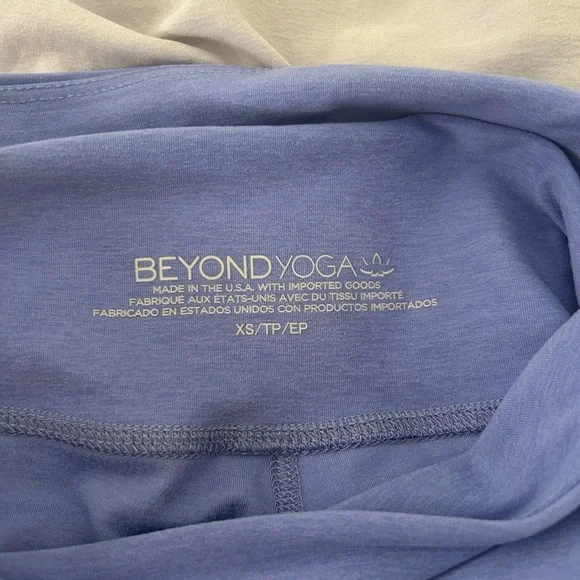 BEYOND YOGA
MADE IN THE U.S.A. WITH IMPORTED GOODS
FABRIQUÉ AUX ÉTATS-UNIS AVEC DU TISSU IMPORTÉ
FABRICADO EN ESTADOS UNIDOS CON PRODUCTOS IMPORTADOS
XS/TP/EP